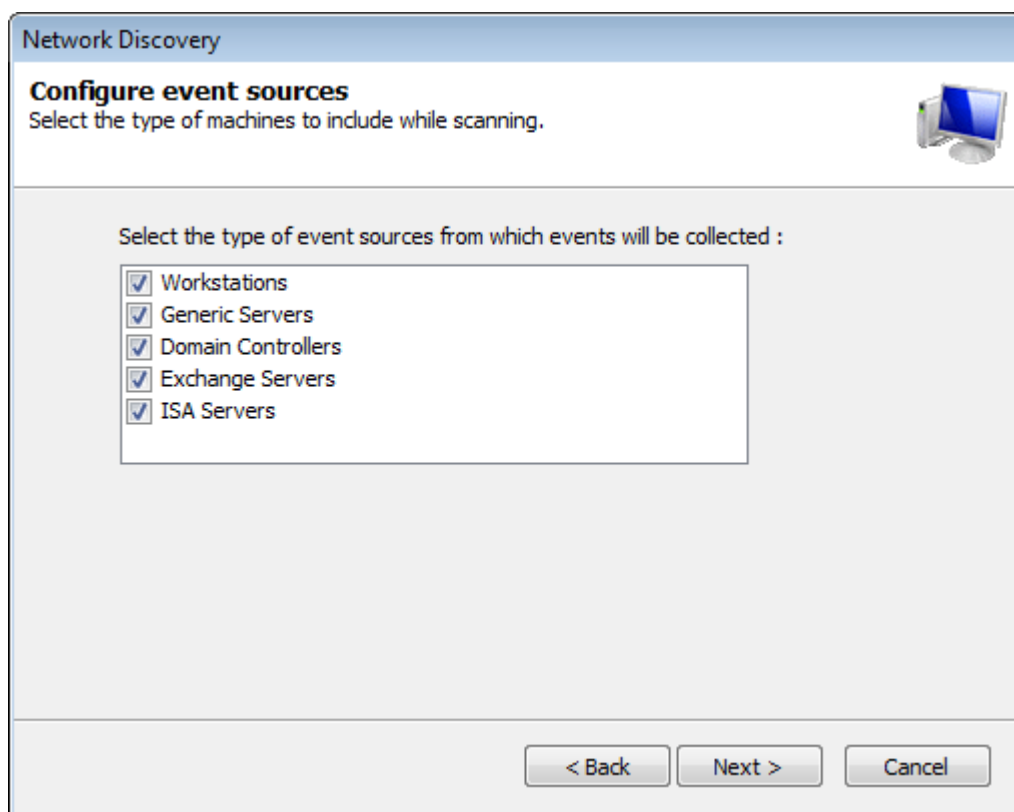 Network Discovery
Configure event sources
Select the type of machines to include while scanning.
Select the type of event sources from which events will be collected :
Workstations
Generic Servers
Domain Controllers
Exchange Servers
ISA Servers
< Back
Next >
Cancel